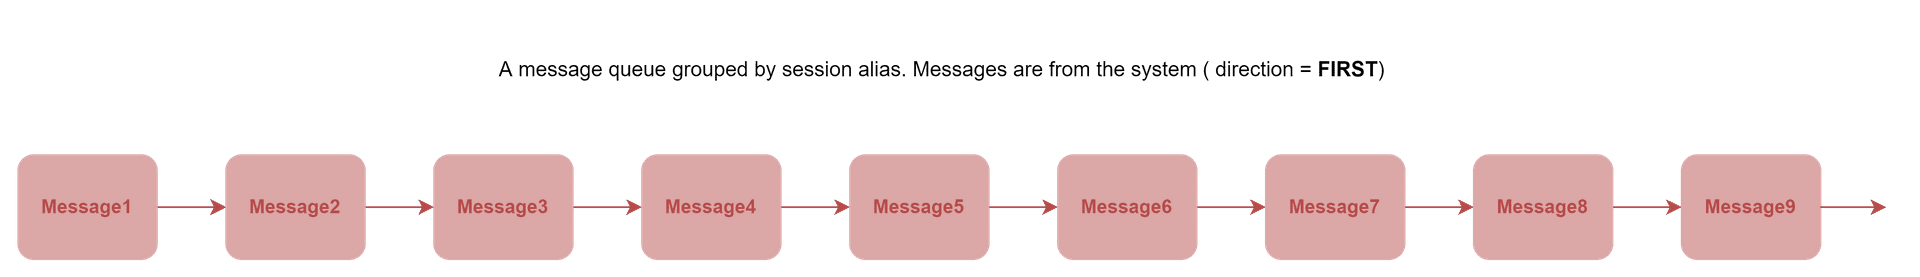 A message queue grouped by session alias. Messages are from the system ( direction = FIRST)
Message1
Message2
Message3
Message4
Message5
Message6
Message7
Message8
Message9